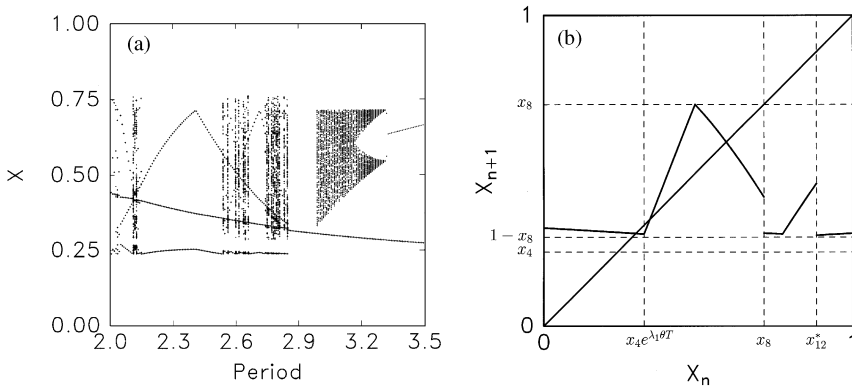 (a)
X
1.00
0.75
0.50
0.25
0.00
2.0 2.3 2.6 2.9 3.2 3.5
Period
(b)
X_{n+1}
1
x_8
1 − x_8
x_4
0
0 x_4e^{λ_1θT} x_8 x^*_{12} 1
X_n